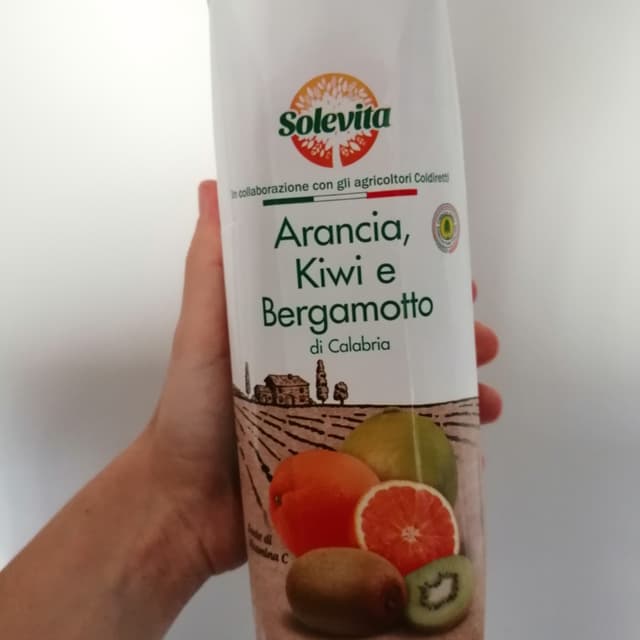 Solevita
In collaborazione con gli agricoltori Coldiretti
Arancia,
Kiwi e
Bergamotto
di Calabria